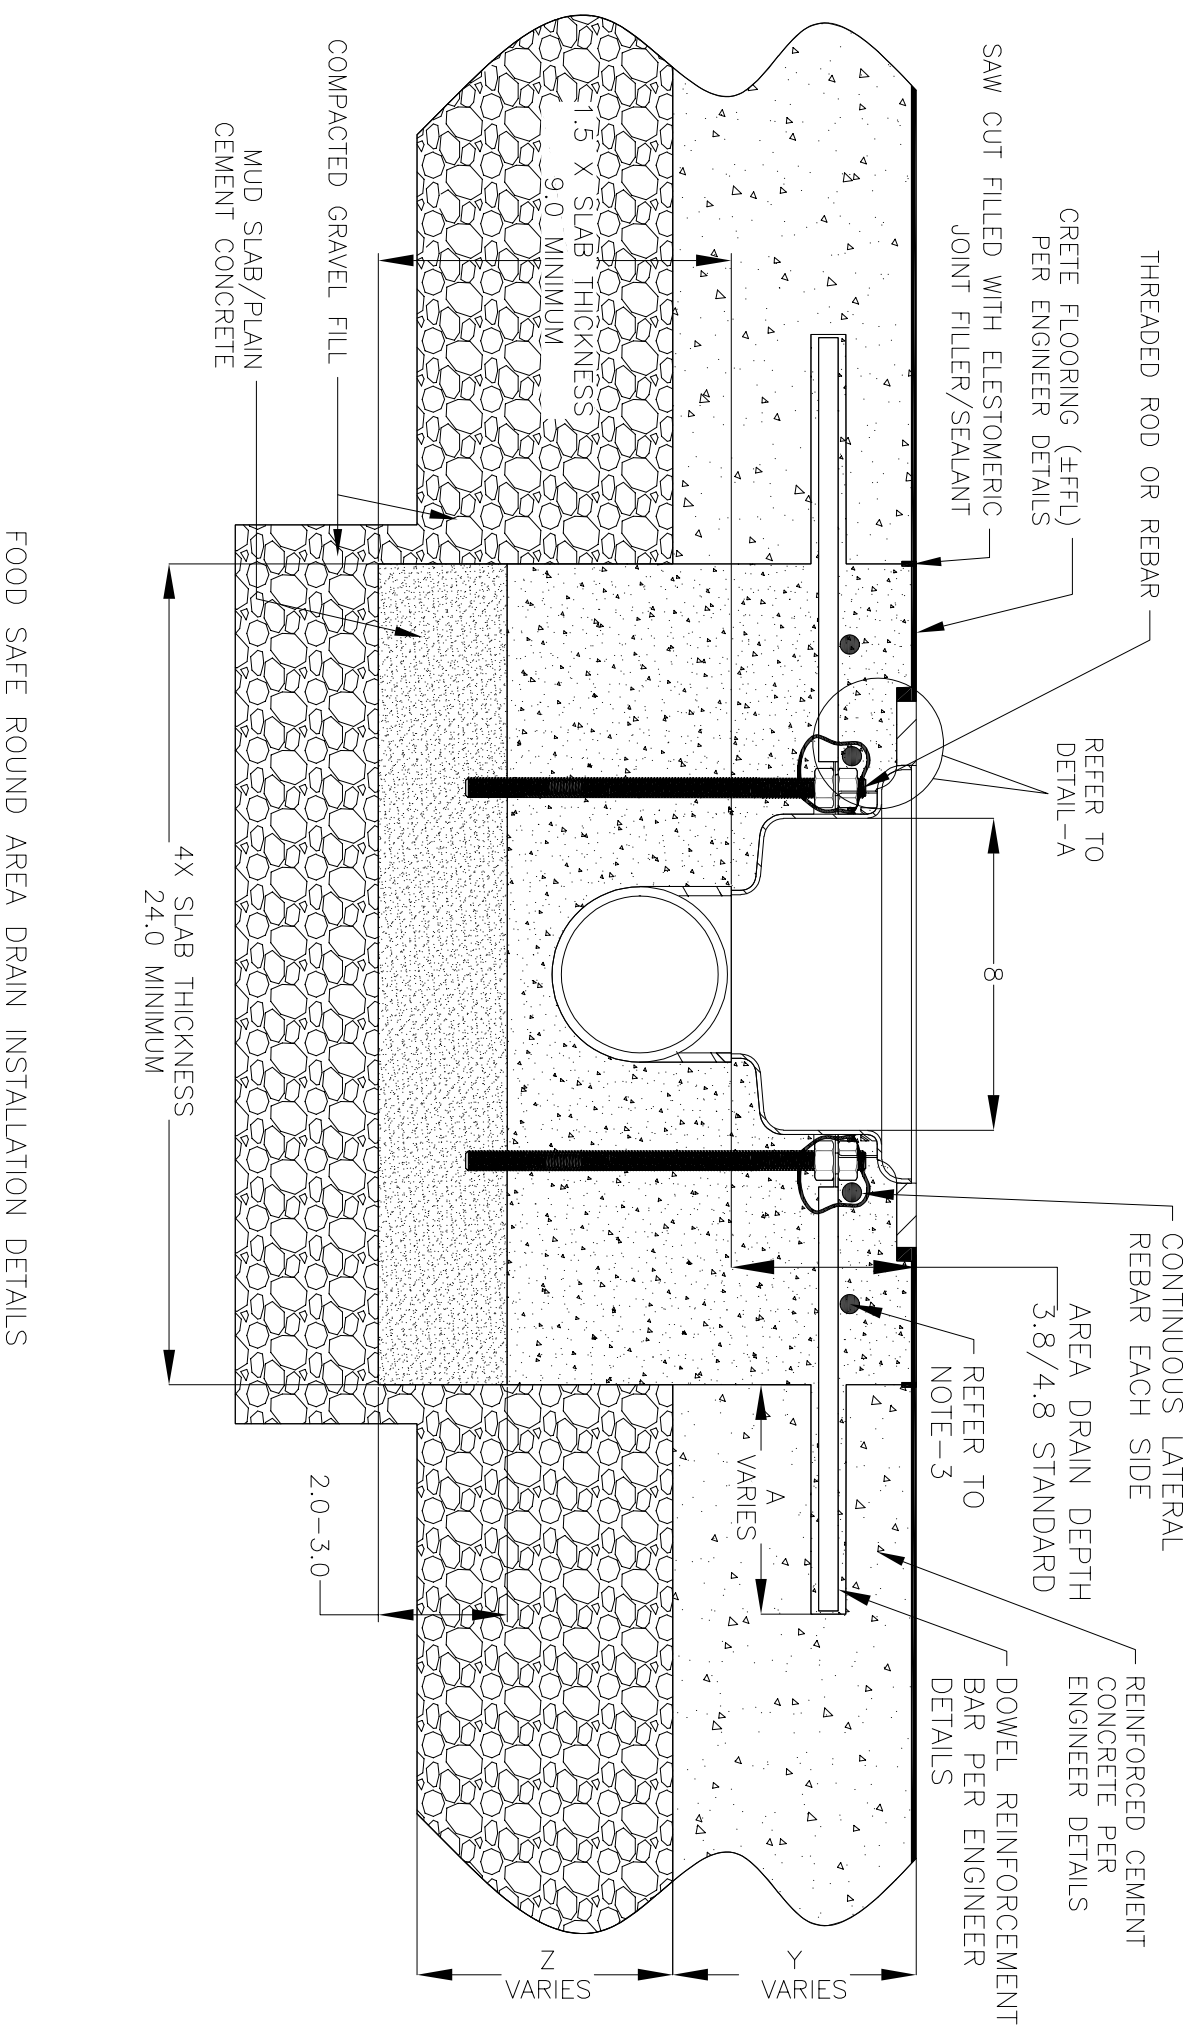 THREADED ROD OR REBAR
CRETE FLOORING (±FFL)
PER ENGINEER DETAILS
SAW CUT FILLED WITH ELESTOMERIC
JOINT FILLER/SEALANT
REFER TO
DETAIL-A
8
CONTINUOUS LATERAL
REBAR EACH SIDE
AREA DRAIN DEPTH
3.8/4.8 STANDARD
REFER TO
NOTE-3
REINFORCED CEMENT
CONCRETE PER
ENGINEER DETAILS
DOWEL REINFORCEMENT
BAR PER ENGINEER
DETAILS
A
VARIES
Y
VARIES
Z
VARIES
1.5 X SLAB THICKNESS
9.0 MINIMUM
COMPACTED GRAVEL FILL
MUD SLAB/PLAIN
CEMENT CONCRETE
2.0-3.0
4X SLAB THICKNESS
24.0 MINIMUM
FOOD SAFE ROUND AREA DRAIN INSTALLATION DETAILS